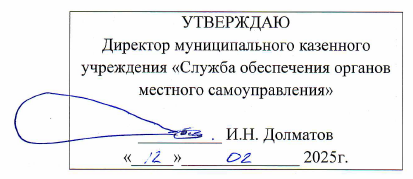 УТВЕРЖДАЮ
Директор муниципального казенного
учреждения «Служба обеспечения органов
местного самоуправления»
. И.Н. Долматов
«12» 02 2025г.